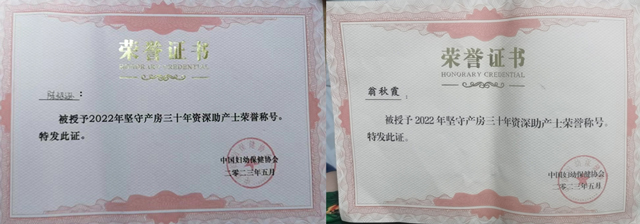 荣誉证书
HONORARY CREDENTIAL
被授予2022年坚守产房三十年资深助产士荣誉称号。
特发此证。
中国妇幼保健协会
二〇二三年五月
荣誉证书
HONORARY CREDENTIAL
翁秋霞:
被授予2022年坚守产房三十年资深助产士荣誉称号。
特发此证。
中国妇幼保健协会
二〇二三年五月